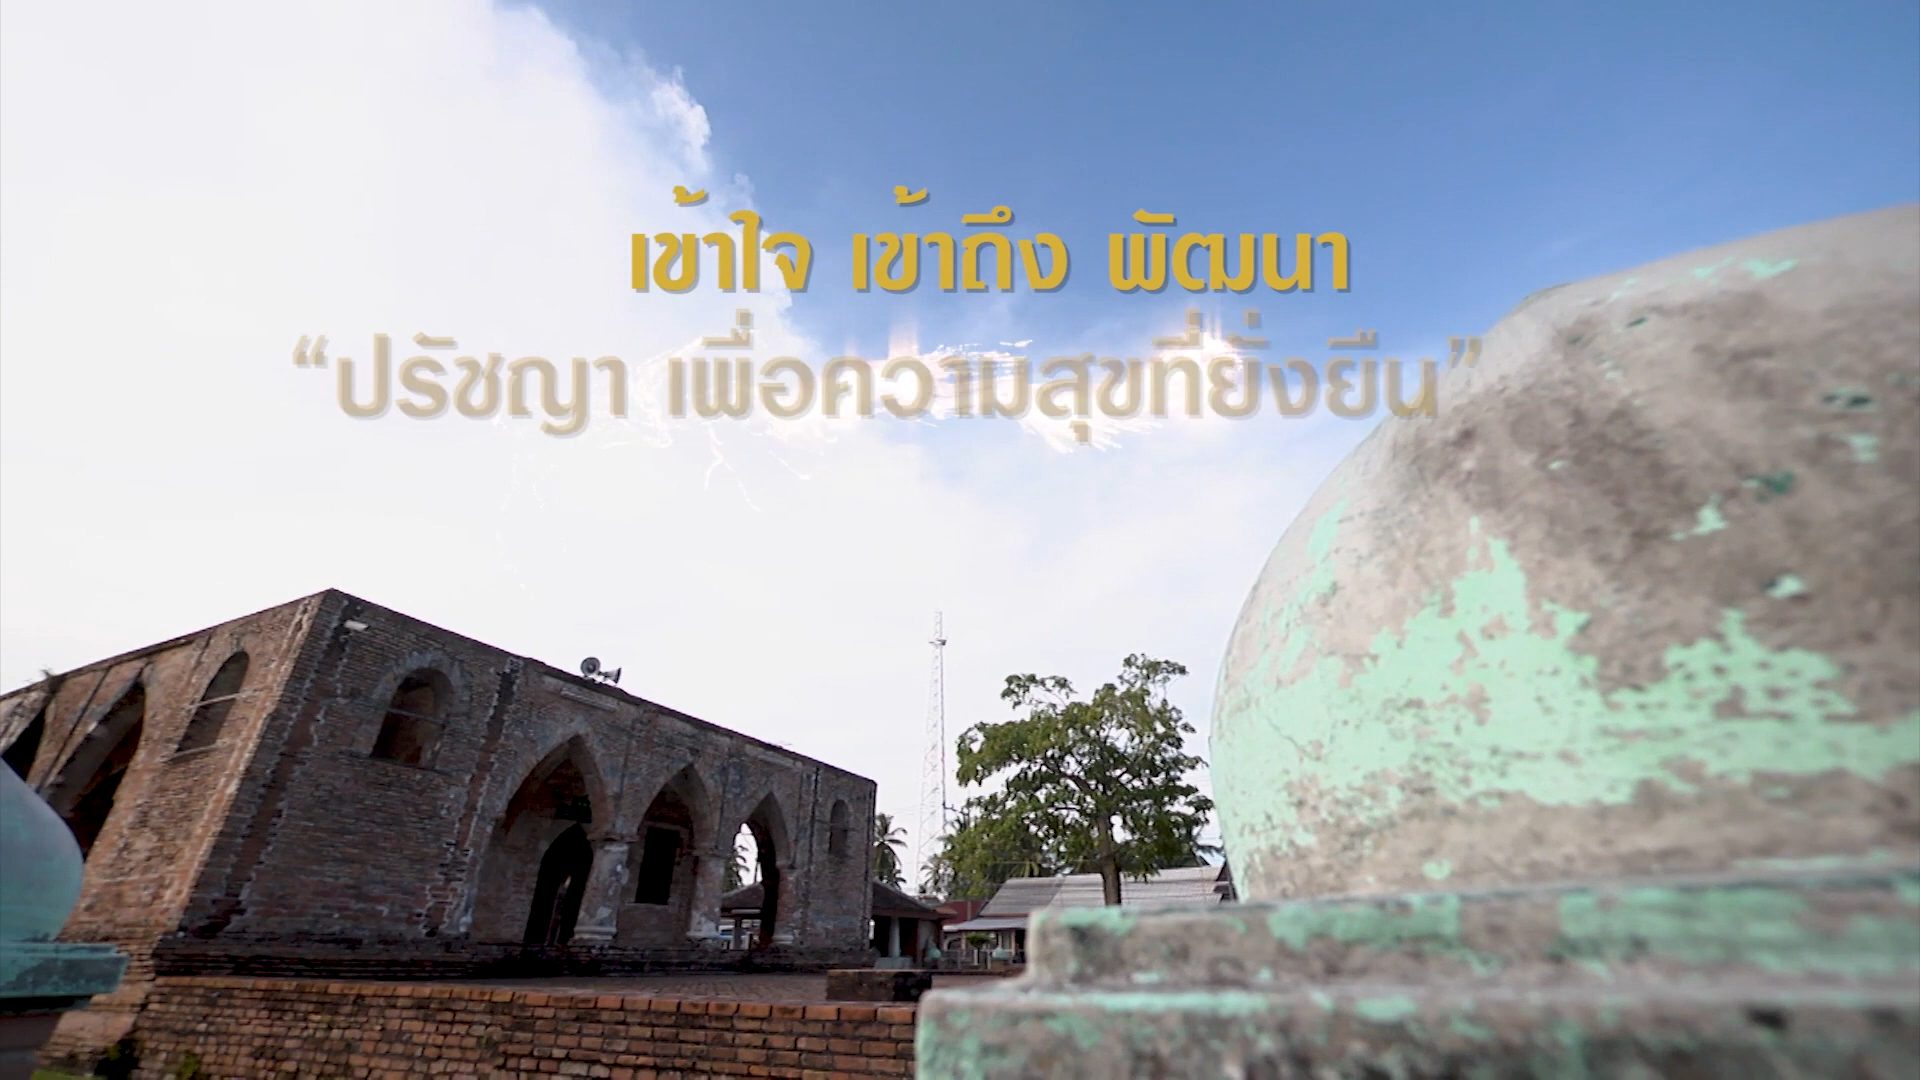 เข้าใจ เข้าถึง พัฒนา
“ปรัชญา เพื่อความสุขที่ยั่งยืน”